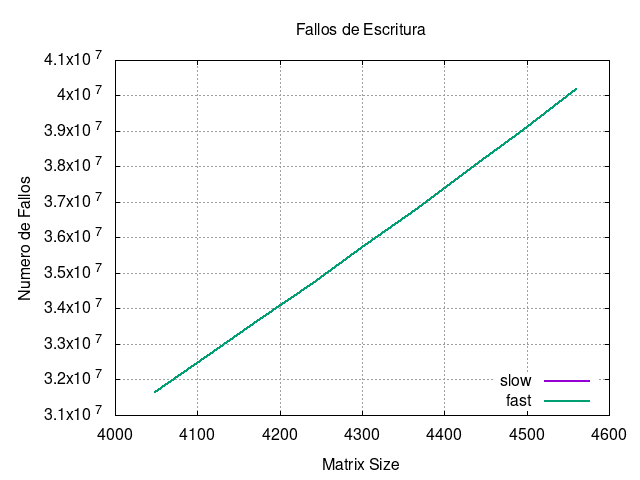 Fallos de Escritura
4.1x10 7
4x10 7
3.9x10 7
3.8x10 7
3.7x10 7
3.6x10 7
3.5x10 7
3.4x10 7
3.3x10 7
3.2x10 7
3.1x10 7
Numero de Fallos
slow
fast
4000 4100 4200 4300 4400 4500 4600
Matrix Size